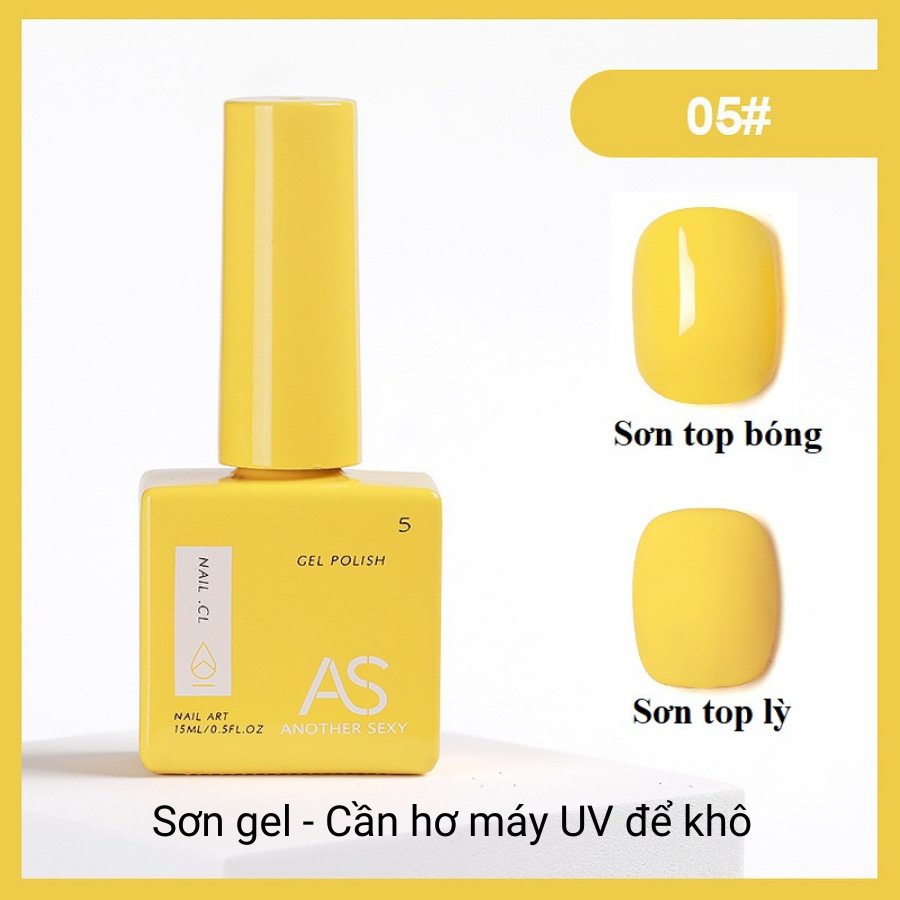 05#
Sơn top bóng
5
GEL POLISH
NAIL .CL
Sơn top lỳ
AS
NAIL ART
15ML/0.5FL.OZ
ANOTHER SEXY
Sơn gel - Cần hơ máy UV để khô